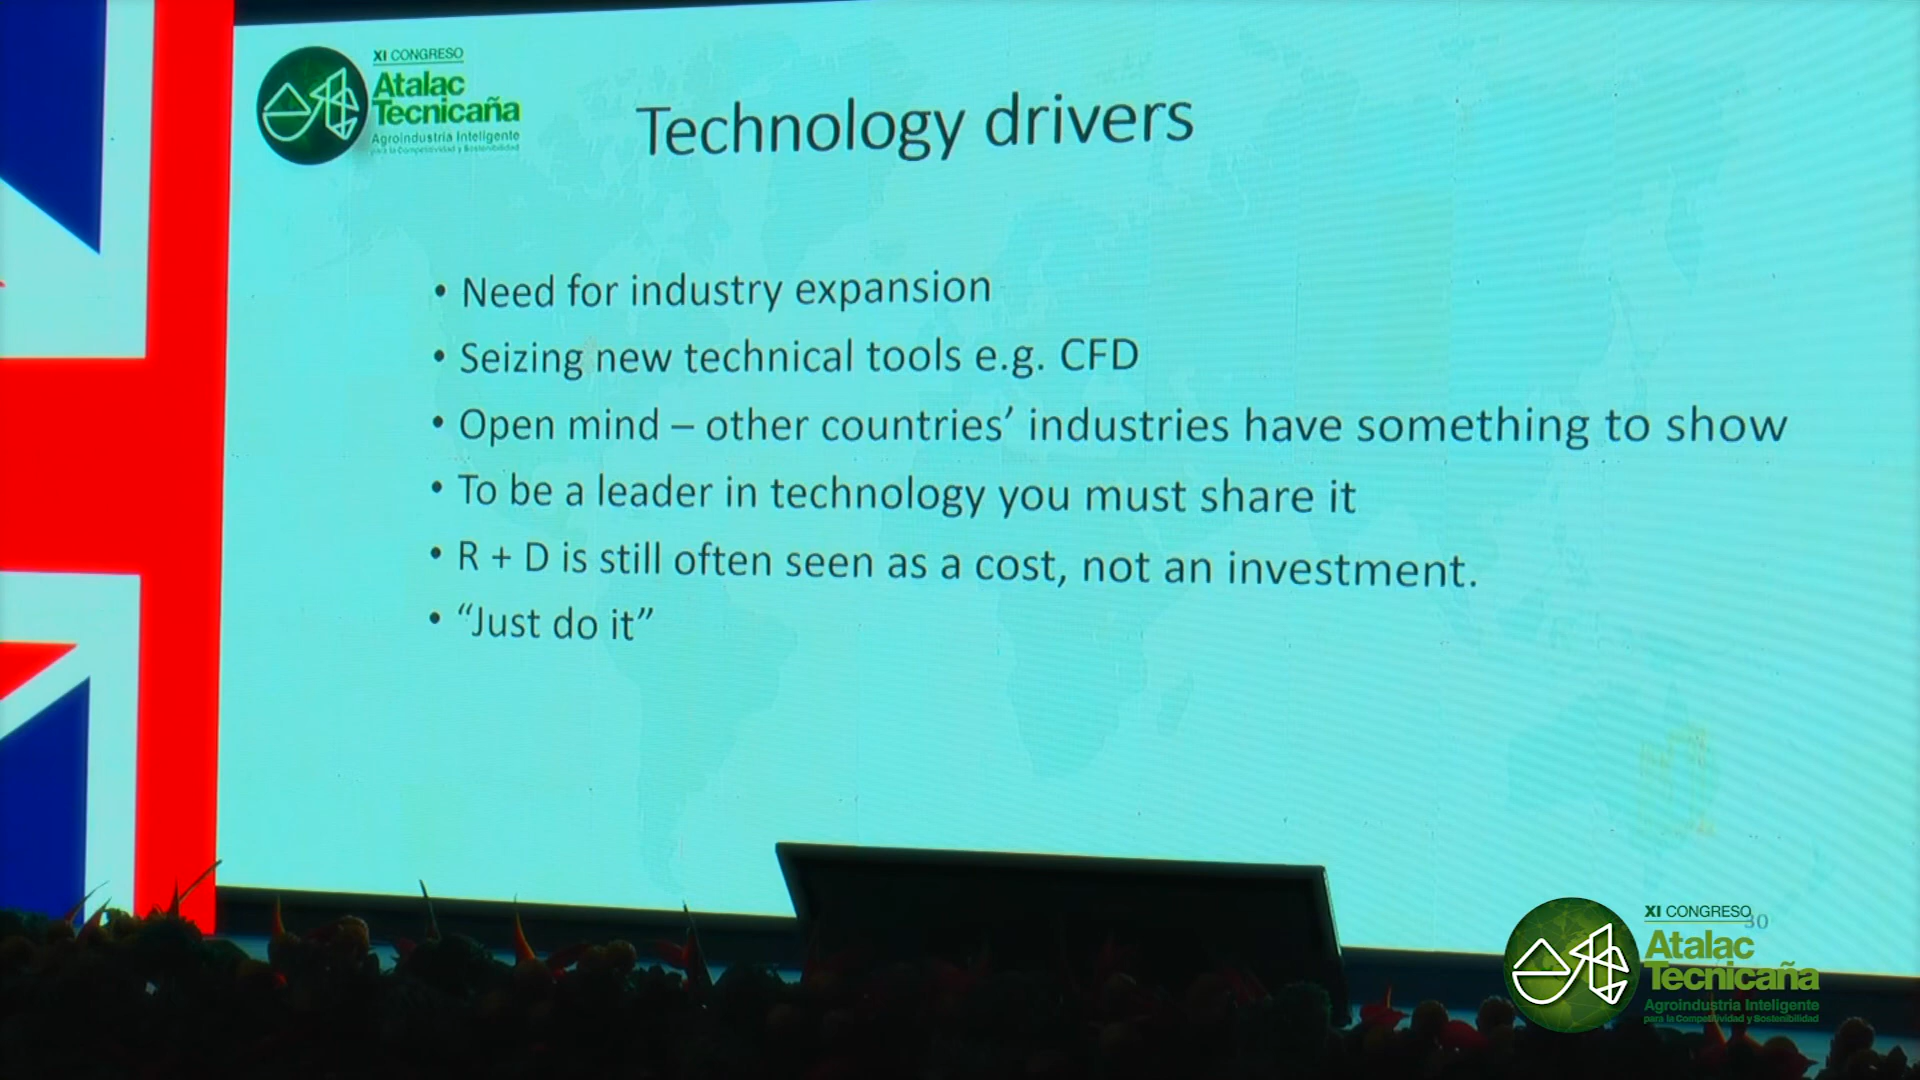 XI CONGRESO
Atalac
Tecnicaña
Agroindustria Inteligente
para la Competitividad y Sostenibilidad
Technology drivers
• Need for industry expansion
• Seizing new technical tools e.g. CFD
• Open mind – other countries’ industries have something to show
• To be a leader in technology you must share it
• R + D is still often seen as a cost, not an investment.
• “Just do it”
30
XI CONGRESO
Atalac
Tecnicaña
Agroindustria Inteligente
para la Competitividad y Sostenibilidad